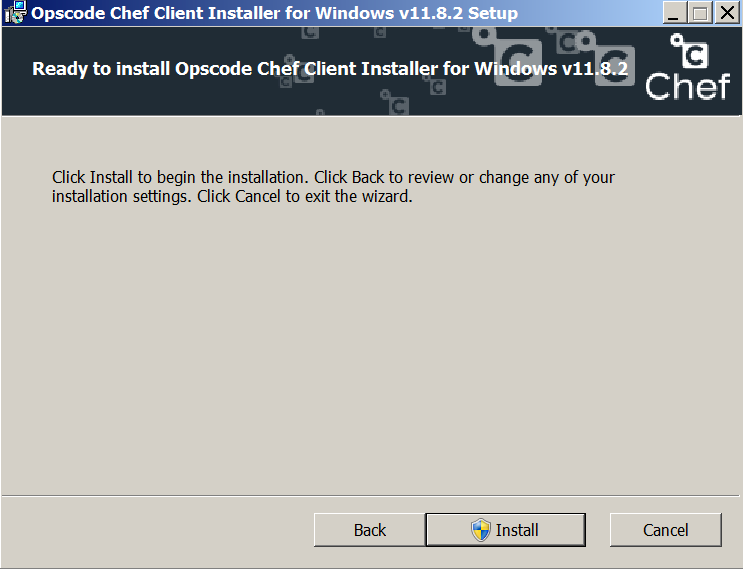 Opscode Chef Client Installer for Windows v11.8.2 Setup
Ready to install Opscode Chef Client Installer for Windows v11.8.2
Chef
Click Install to begin the installation. Click Back to review or change any of your
installation settings. Click Cancel to exit the wizard.
Back
Install
Cancel